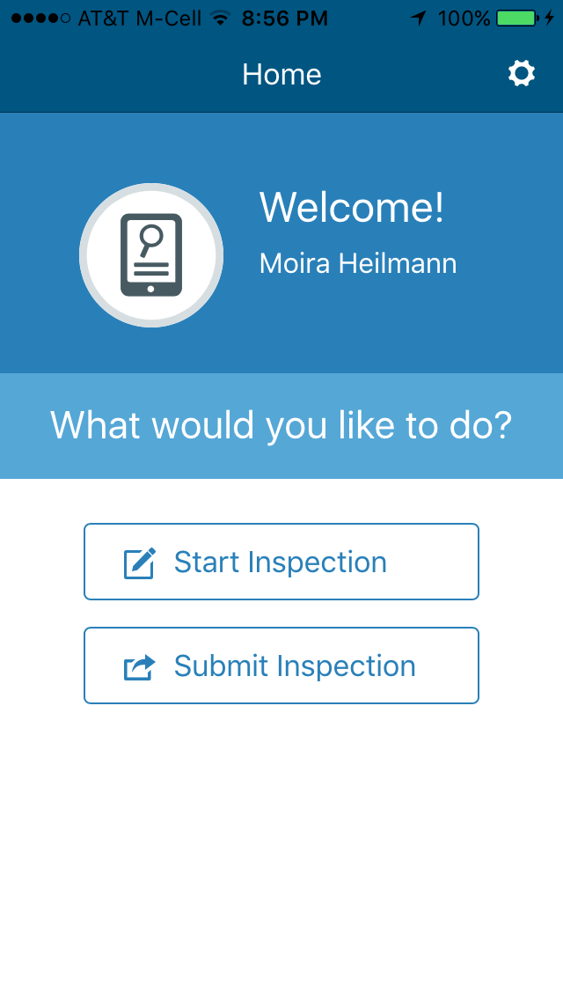 AT&T M-Cell 8:56 PM 100%
Home
Welcome!
Moira Heilmann
What would you like to do?
Start Inspection
Submit Inspection